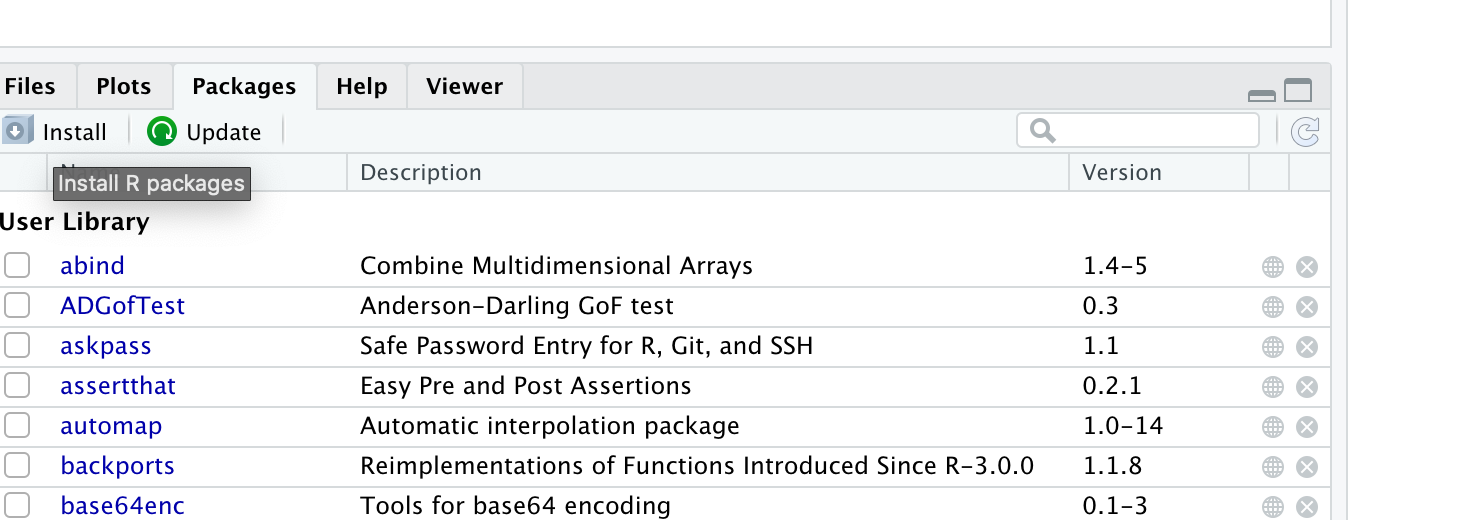 Files Plots Packages Help Viewer
Install Update
Description Version
Install R packages
User Library
abind Combine Multidimensional Arrays 1.4-5
ADGofTest Anderson-Darling GoF test 0.3
askpass Safe Password Entry for R, Git, and SSH 1.1
assertthat Easy Pre and Post Assertions 0.2.1
automap Automatic interpolation package 1.0-14
backports Reimplementations of Functions Introduced Since R-3.0.0 1.1.8
base64enc Tools for base64 encoding 0.1-3